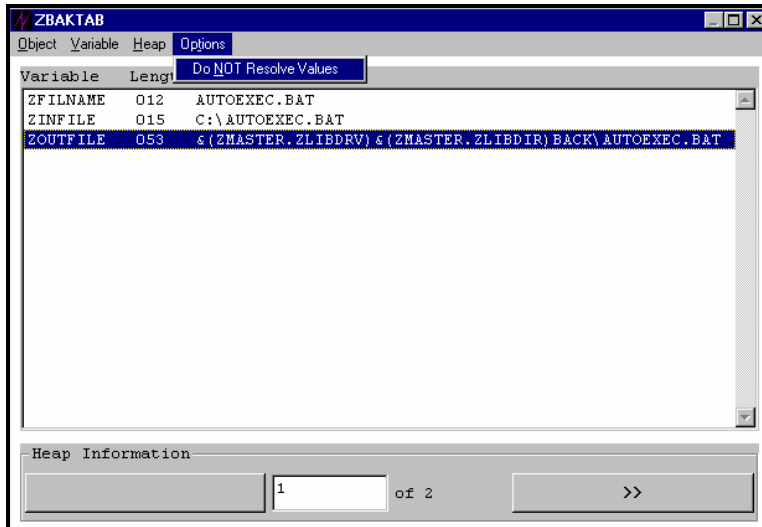 ZBAKTAB
Object Variable Heap Options
Do NOT Resolve Values
Variable Lengt
ZFILNAME 012 AUTOEXEC.BAT
ZINFILE 015 C:\AUTOEXEC.BAT
ZOUTFILE 053 &(ZMASTER.ZLIBDRV)&(ZMASTER.ZLIBDIR)BACK\AUTOEXEC.BAT
Heap Information
1 of 2 >>